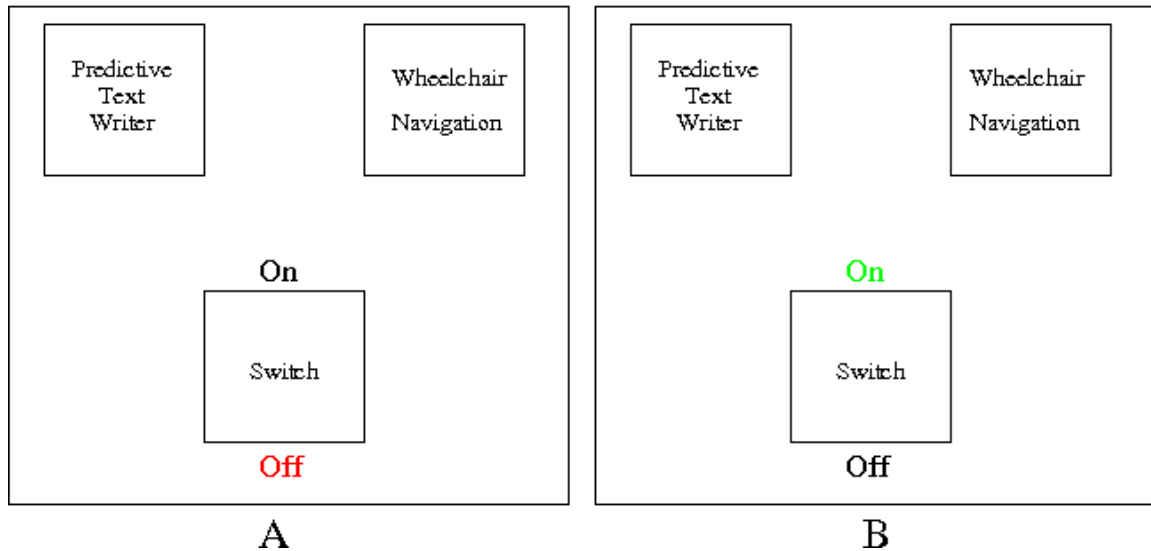 Predictive
Text
Writer
Wheelchair
Navigation
On
Switch
Off
A
Predictive
Text
Writer
Wheelchair
Navigation
On
Switch
Off
B